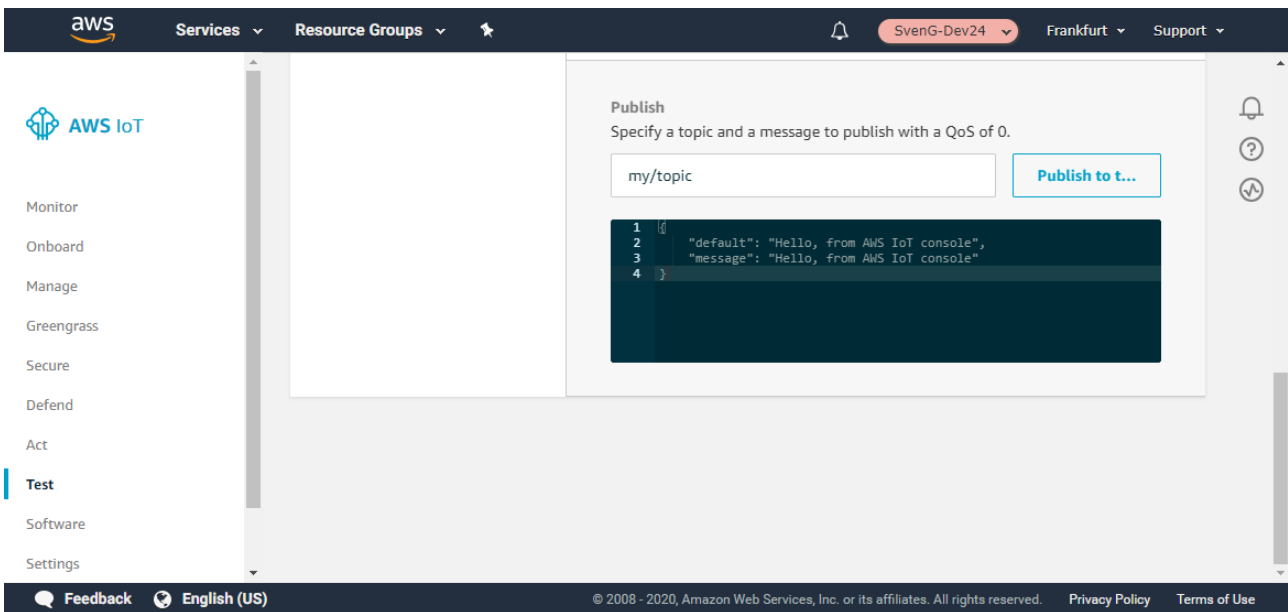 aws Services Resource Groups SvenG-Dev24 Frankfurt Support
AWS IoT
Monitor
Onboard
Manage
Greengrass
Secure
Defend
Act
Test
Software
Settings
Publish
Specify a topic and a message to publish with a QoS of 0.
my/topic Publish to t...
1 {
2 "default": "Hello, from AWS IoT console",
3 "message": "Hello, from AWS IoT console"
4 }
Feedback English (US) © 2008 - 2020, Amazon Web Services, Inc. or its affiliates. All rights reserved. Privacy Policy Terms of Use